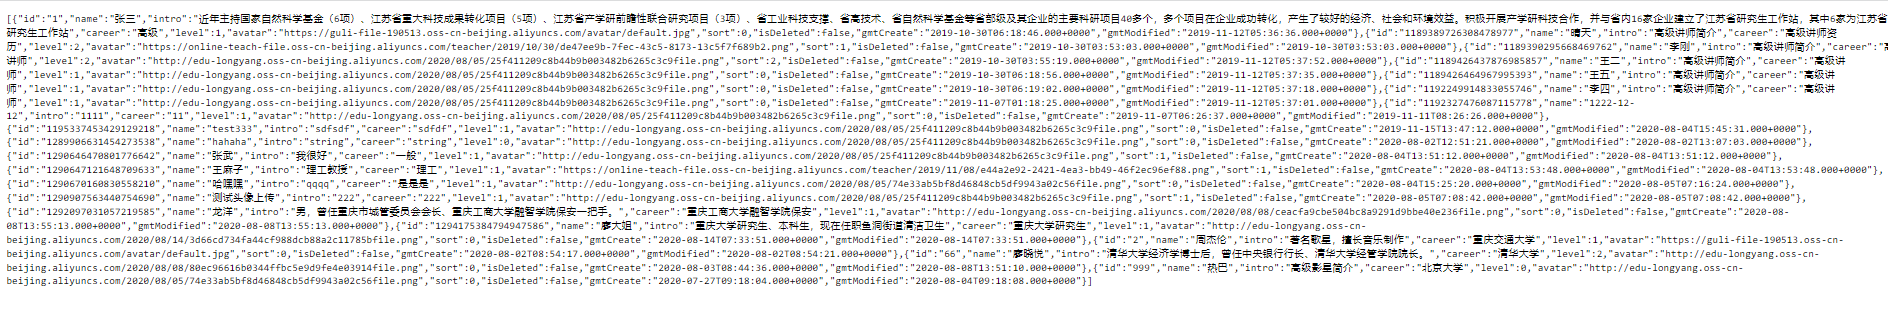 [{"id":"1","name":"张三","intro":"近年主持国家自然科学基金（6项）、江苏省重大科技成果转化项目（5项）、江苏省产学研前瞻性联合研究项目（3项）、省工业科技支撑、省高技术、省自然科学基金等省部级及其企业的主要科研项目40多个，多个项目在企业成功转化，产生了较好的经济、社会和环境效益。积极开展产学研科技合作，并与省内16家企业建立了江苏省研究生工作站，其中6家为江苏省
研究生工作站","career":"高级","level":1,"avatar":"https://guli-file-190513.oss-cn-beijing.aliyuncs.com/avatar/default.jpg","sort":0,"isDeleted":false,"gmtCreate":"2019-10-30T06:18:46.000+0000","gmtModified":"2019-11-12T05:36:36.000+0000"},{"id":"1189389726308478977","name":"晴天","intro":"高级讲师简介","career":"高级讲师资
历","level":2,"avatar":"https://online-teach-file.oss-cn-beijing.aliyuncs.com/teacher/2019/10/30/de47ee9b-7fec-43c5-8173-13c5f7f689b2.png","sort":1,"isDeleted":false,"gmtCreate":"2019-10-30T03:53:03.000+0000","gmtModified":"2019-10-30T03:53:03.000+0000"},{"id":"1189390295668469762","name":"李刚","intro":"高级讲师简介","career":"高级
讲师","level":2,"avatar":"http://edu-longyang.oss-cn-beijing.aliyuncs.com/2020/08/05/25f411209c8b44b9b003482b6265c3c9file.png","sort":2,"isDeleted":false,"gmtCreate":"2019-10-30T03:55:19.000+0000","gmtModified":"2019-11-12T05:37:52.000+0000"},{"id":"1189426437876985857","name":"王二","intro":"高级讲师简介","career":"高级讲
师","level":1,"avatar":"http://edu-longyang.oss-cn-beijing.aliyuncs.com/2020/08/05/25f411209c8b44b9b003482b6265c3c9file.png","sort":0,"isDeleted":false,"gmtCreate":"2019-10-30T06:18:56.000+0000","gmtModified":"2019-11-12T05:37:35.000+0000"},{"id":"1189426464967995393","name":"王五","intro":"高级讲师简介","career":"高级讲
师","level":1,"avatar":"http://edu-longyang.oss-cn-beijing.aliyuncs.com/2020/08/05/25f411209c8b44b9b003482b6265c3c9file.png","sort":0,"isDeleted":false,"gmtCreate":"2019-10-30T06:19:02.000+0000","gmtModified":"2019-11-12T05:37:18.000+0000"},{"id":"1192249914833055746","name":"李四","intro":"高级讲师简介","career":"高级讲
师","level":1,"avatar":"http://edu-longyang.oss-cn-beijing.aliyuncs.com/2020/08/05/25f411209c8b44b9b003482b6265c3c9file.png","sort":0,"isDeleted":false,"gmtCreate":"2019-11-07T01:18:25.000+0000","gmtModified":"2019-11-12T05:37:01.000+0000"},{"id":"1192327476087115778","name":"1222-12-
12","intro":"1111","career":"11","level":1,"avatar":"http://edu-longyang.oss-cn-beijing.aliyuncs.com/2020/08/05/25f411209c8b44b9b003482b6265c3c9file.png","sort":0,"isDeleted":false,"gmtCreate":"2019-11-07T06:26:37.000+0000","gmtModified":"2019-11-11T08:26:26.000+0000"},
{"id":"1195337453429129218","name":"test333","intro":"sdfsdf","career":"sdfdf","level":1,"avatar":"http://edu-longyang.oss-cn-beijing.aliyuncs.com/2020/08/05/25f411209c8b44b9b003482b6265c3c9file.png","sort":0,"isDeleted":false,"gmtCreate":"2019-11-15T13:47:12.000+0000","gmtModified":"2020-08-04T15:45:31.000+0000"},
{"id":"1289906631454273538","name":"hahaha","intro":"string","career":"string","level":0,"avatar":"http://edu-longyang.oss-cn-beijing.aliyuncs.com/2020/08/05/25f411209c8b44b9b003482b6265c3c9file.png","sort":0,"isDeleted":false,"gmtCreate":"2020-08-02T12:51:21.000+0000","gmtModified":"2020-08-02T13:07:03.000+0000"},
{"id":"1290646470801776642","name":"张武","intro":"我很好","career":"一般","level":1,"avatar":"http://edu-longyang.oss-cn-beijing.aliyuncs.com/2020/08/05/25f411209c8b44b9b003482b6265c3c9file.png","sort":1,"isDeleted":false,"gmtCreate":"2020-08-04T13:51:12.000+0000","gmtModified":"2020-08-04T13:51:12.000+0000"},
{"id":"1290647121648709633","name":"王麻子","intro":"理工教授","career":"理工","level":1,"avatar":"https://online-teach-file.oss-cn-beijing.aliyuncs.com/teacher/2019/11/08/e44a2e92-2421-4ea3-bb49-46f2ec96ef88.png","sort":1,"isDeleted":false,"gmtCreate":"2020-08-04T13:53:48.000+0000","gmtModified":"2020-08-04T13:53:48.000+0000"},
{"id":"1290670160830558210","name":"哈嘿嘿","intro":"qqqq","career":"是是是","level":1,"avatar":"http://edu-longyang.oss-cn-beijing.aliyuncs.com/2020/08/05/74e33ab5bf8d46848cb5df9943a02c56file.png","sort":0,"isDeleted":false,"gmtCreate":"2020-08-04T15:25:20.000+0000","gmtModified":"2020-08-05T07:16:24.000+0000"},
{"id":"1290907563440754690","name":"测试头像上传","intro":"222","career":"222","level":1,"avatar":"http://edu-longyang.oss-cn-beijing.aliyuncs.com/2020/08/05/74e33ab5bf8d46848cb5df9943a02c56file.png","sort":0,"isDeleted":false,"gmtCreate":"2020-08-05T07:08:42.000+0000","gmtModified":"2020-08-05T07:08:42.000+0000"},
{"id":"1292097031057219585","name":"龙洋","intro":"男, 曾任重庆市城管委员会会长、重庆工商大学融智学院保安一把手。","career":"重庆工商大学融智学院保安","level":1,"avatar":"http://edu-longyang.oss-cn-beijing.aliyuncs.com/2020/08/08/ceacfa9cbe504bc8a9291d9bbe40e236file.png","sort":0,"isDeleted":false,"gmtCreate":"2020-08-
08T13:55:13.000+0000","gmtModified":"2020-08-08T13:55:13.000+0000"},{"id":"1294175384794947586","name":"廖大姐","intro":"重庆大学研究生、本科生, 现在任职鱼洞街道清洁卫生","career":"重庆大学研究生","level":1,"avatar":"http://edu-longyang.oss-cn-
beijing.aliyuncs.com/2020/08/14/3d66cd734fa44cf988dcb88a2c11785bfile.png","sort":0,"isDeleted":false,"gmtCreate":"2020-08-14T07:33:51.000+0000","gmtModified":"2020-08-14T07:33:51.000+0000"},{"id":"2","name":"周杰伦","intro":"著名歌星，擅长音乐制作","career":"重庆交通大学","level":1,"avatar":"https://guli-file-190513.oss-cn-
beijing.aliyuncs.com/avatar/default.jpg","sort":0,"isDeleted":false,"gmtCreate":"2020-08-02T08:54:17.000+0000","gmtModified":"2020-08-02T08:54:21.000+0000"},{"id":"66","name":"廖晓悦","intro":"清华大学经济学博士后，曾任中央银行行长、清华大学经管学院院长。","career":"清华大学","level":2,"avatar":"http://edu-longyang.oss-cn-
beijing.aliyuncs.com/2020/08/08/80ec96616b0344ffbc5e9d9fe4e03914file.png","sort":0,"isDeleted":false,"gmtCreate":"2020-08-03T08:44:36.000+0000","gmtModified":"2020-08-08T13:51:10.000+0000"},{"id":"999","name":"热巴","intro":"高级影星简介","career":"北京大学","level":0,"avatar":"http://edu-longyang.oss-cn-
beijing.aliyuncs.com/2020/08/05/74e33ab5bf8d46848cb5df9943a02c56file.png","sort":0,"isDeleted":false,"gmtCreate":"2020-07-27T09:18:04.000+0000","gmtModified":"2020-08-04T09:18:08.000+0000"}]